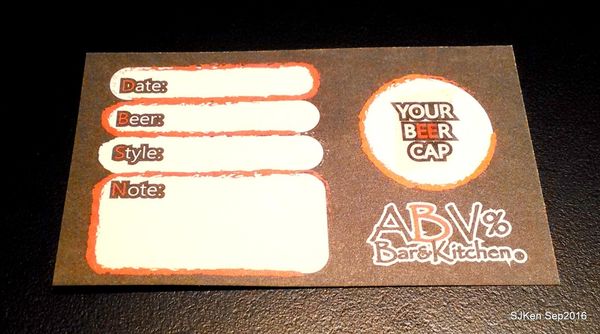 Date:
Beer:
Style:
Note:
YOUR
BEER
CAP
ABV%
Bar&Kitchen
SJKen Sep2016